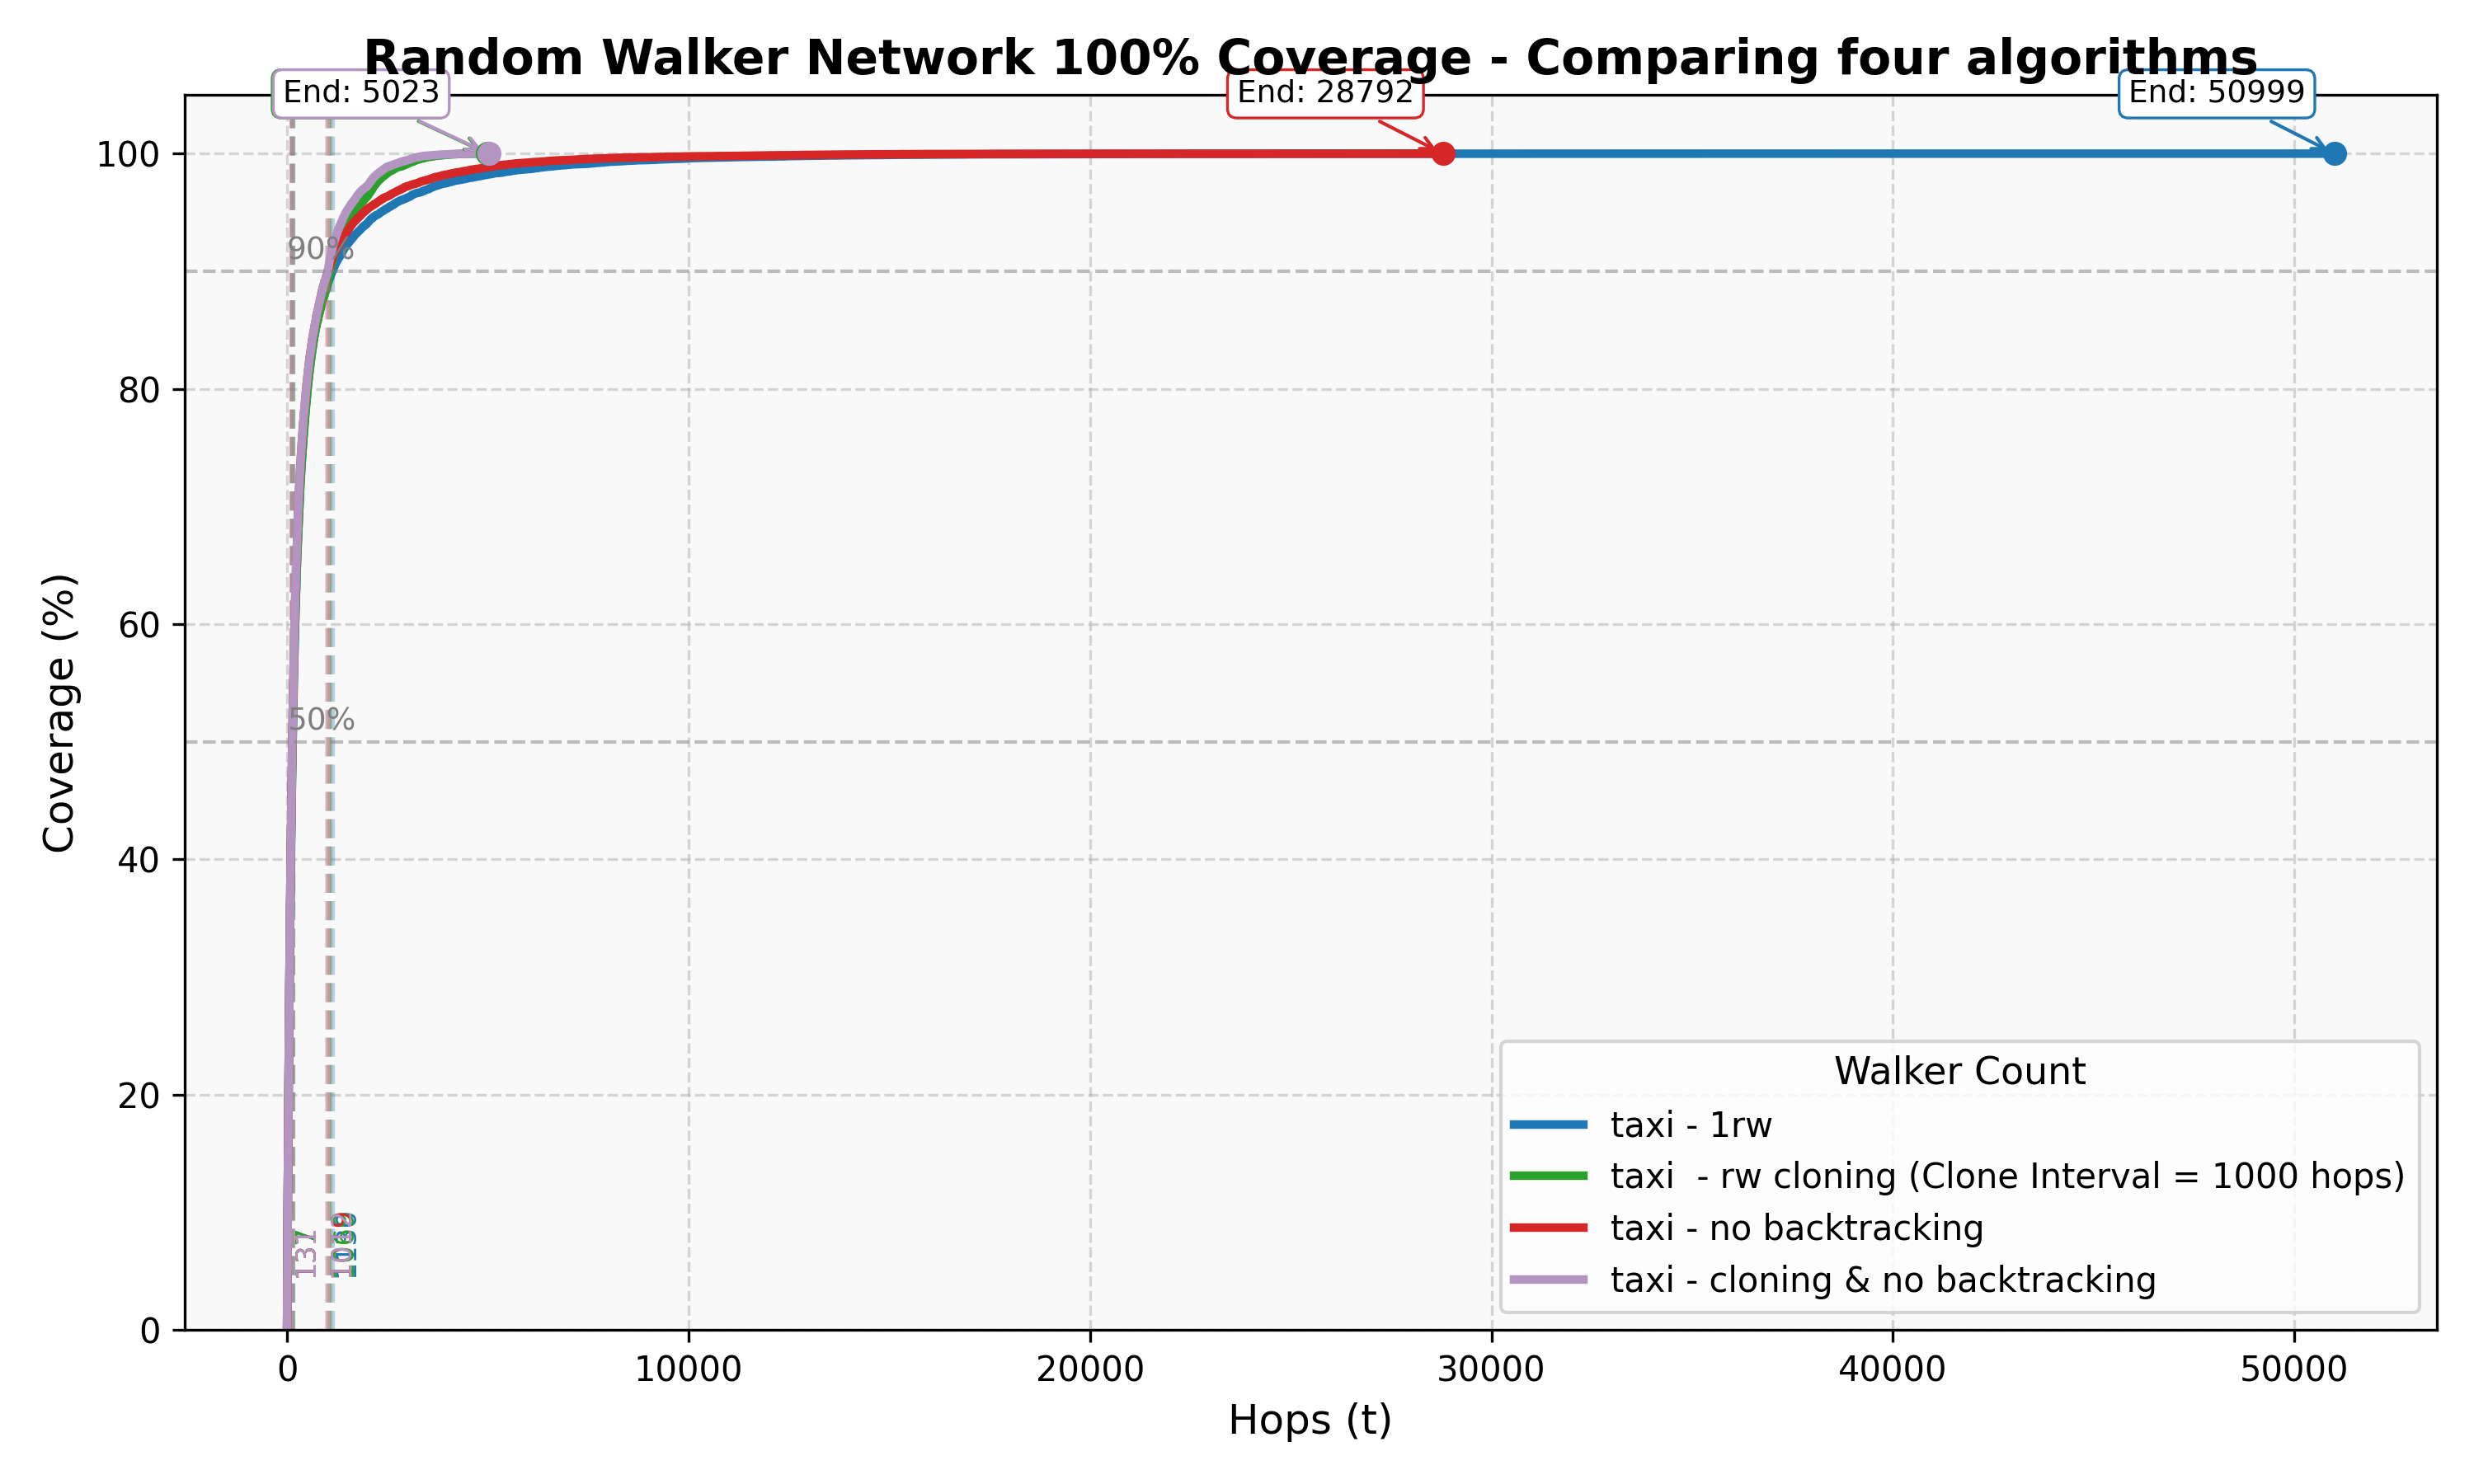 Random Walker Network 100% Coverage - Comparing four algorithms
End: 5023
End: 28792
End: 50999
100
80
60
40
20
0
90%
50%
Coverage (%)
0
10000
20000
30000
40000
50000
Hops (t)
Walker Count
taxi - 1rw
taxi  - rw cloning (Clone Interval = 1000 hops)
taxi - no backtracking
taxi - cloning & no backtracking